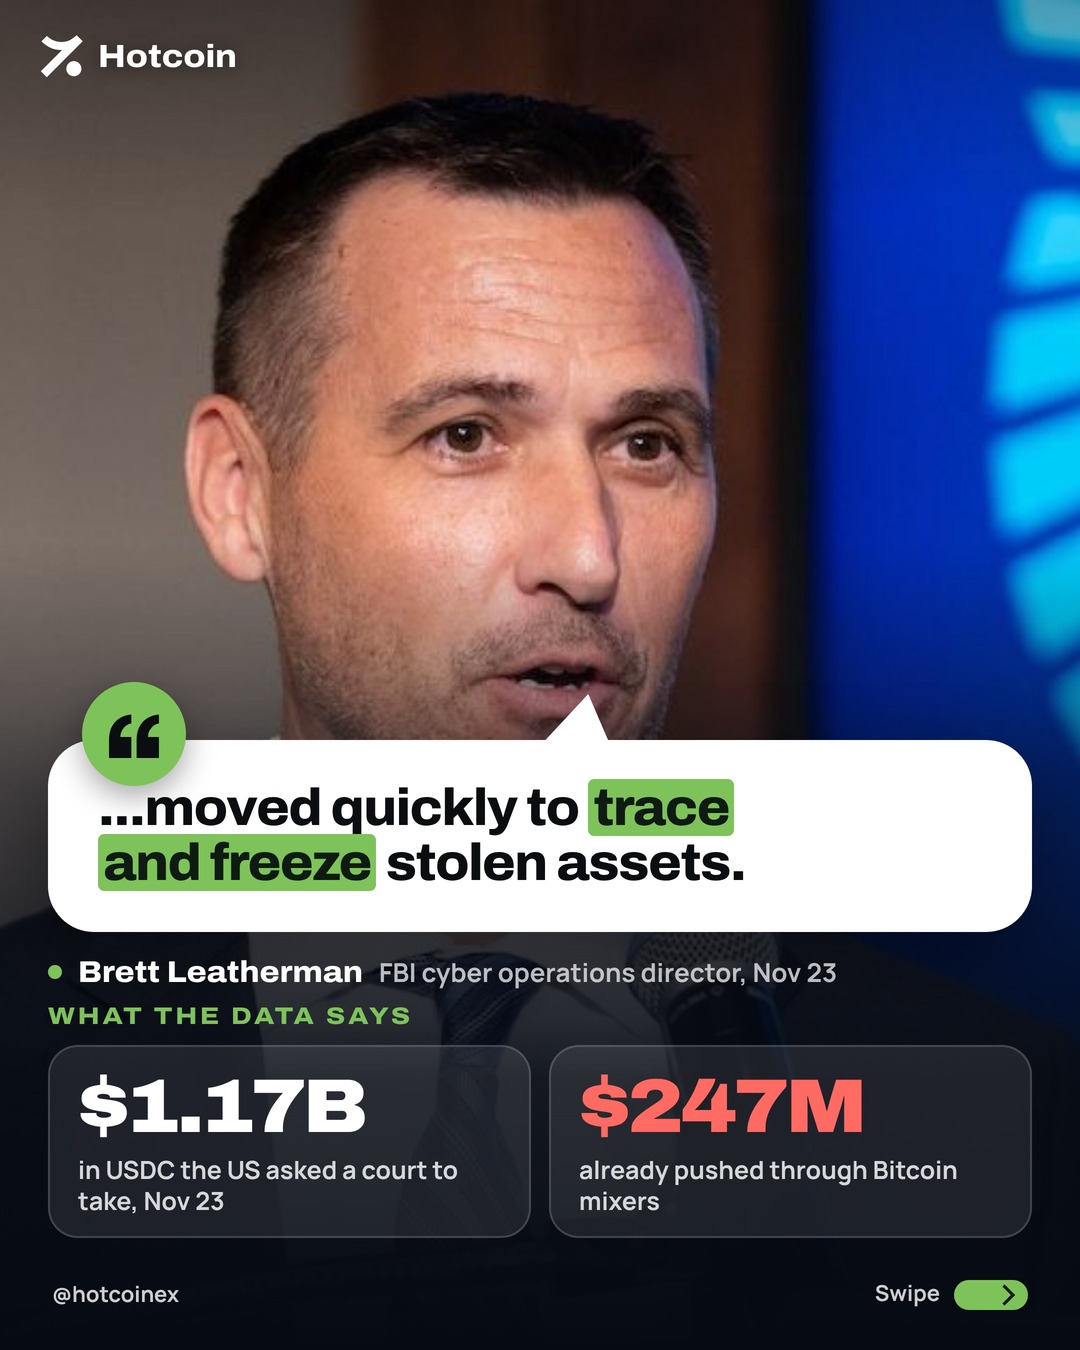 Hotcoin
“
...moved quickly to trace
and freeze stolen assets.
Brett Leatherman FBI cyber operations director, Nov 23
WHAT THE DATA SAYS
$1.17B
in USDC the US asked a court to
take, Nov 23
$247M
already pushed through Bitcoin
mixers
@hotcoinex
Swipe